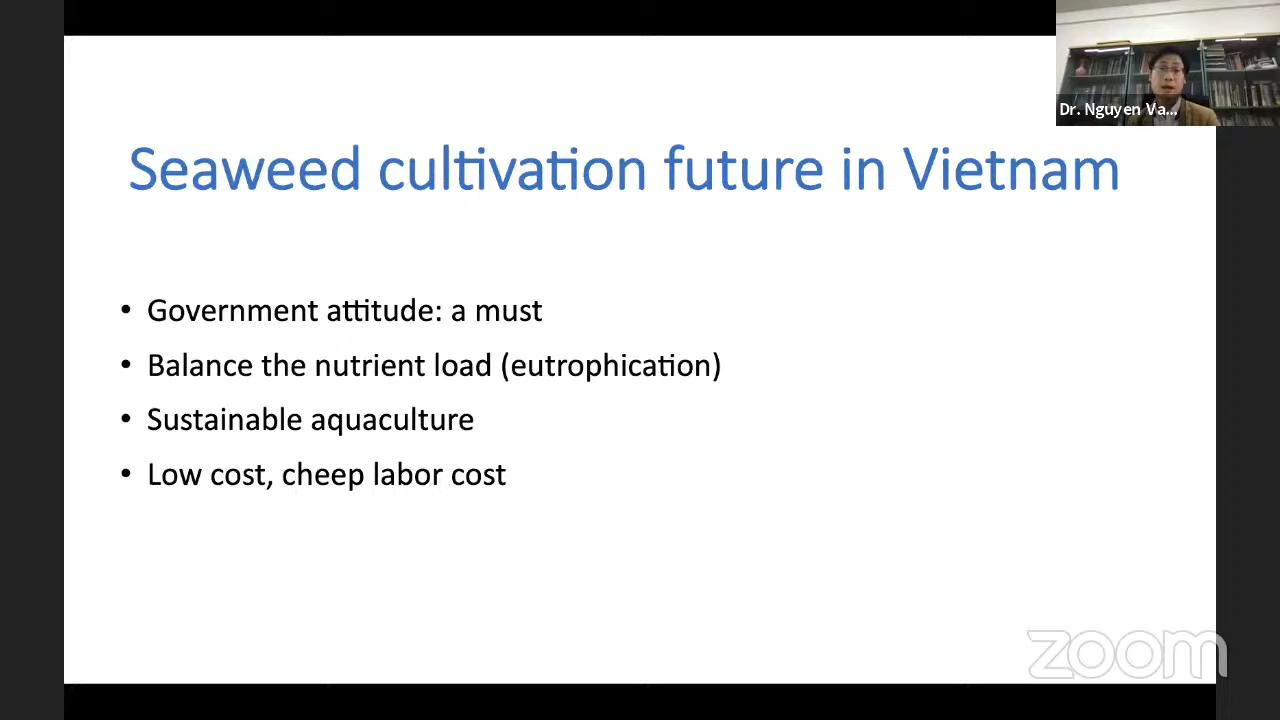 Dr. Nguyen Va...
Seaweed cultivation future in Vietnam
• Government attitude: a must
• Balance the nutrient load (eutrophication)
• Sustainable aquaculture
• Low cost, cheep labor cost
zoom